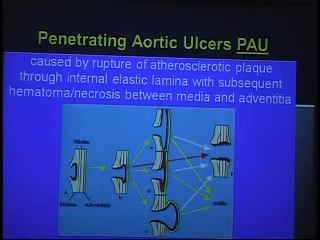 Penetrating Aortic Ulcers PAU
caused by rupture of atherosclerotic plaque
through internal elastic lamina with subsequent
hematoma/necrosis between media and adventitia
Media
a
Intima Adventitia
b
c
d
e
f
stable